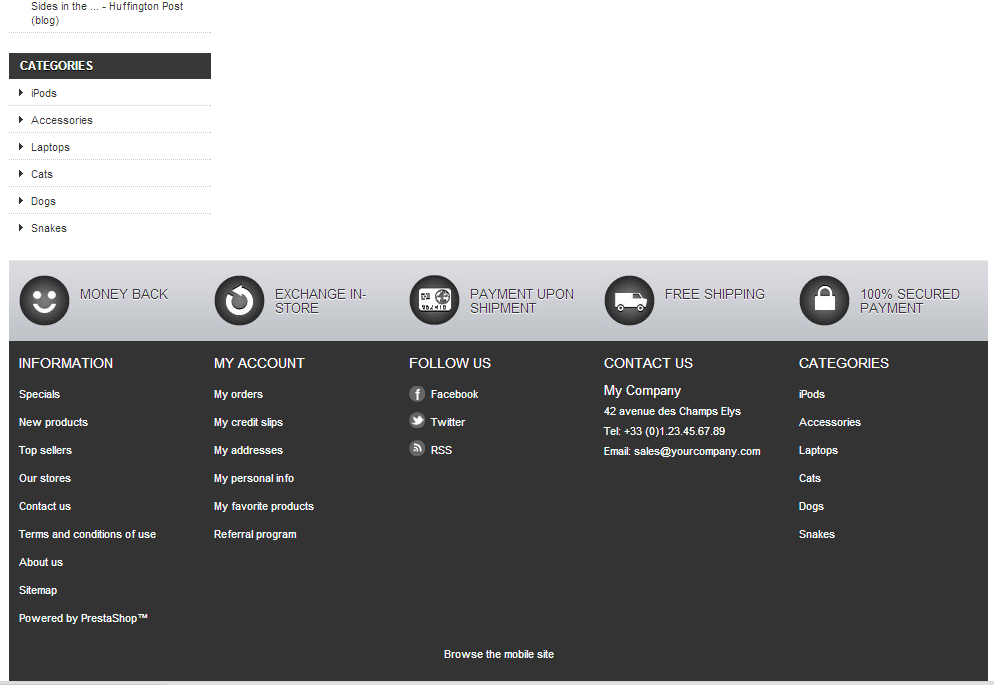 Sides in the ... - Huffington Post
(blog)
CATEGORIES
iPods
Accessories
Laptops
Cats
Dogs
Snakes
MONEY BACK
EXCHANGE IN-
STORE
PAYMENT UPON
SHIPMENT
FREE SHIPPING
100% SECURED
PAYMENT
INFORMATION
Specials
New products
Top sellers
Our stores
Contact us
Terms and conditions of use
About us
Sitemap
Powered by PrestaShop™
MY ACCOUNT
My orders
My credit slips
My addresses
My personal info
My favorite products
Referral program
FOLLOW US
Facebook
Twitter
RSS
CONTACT US
My Company
42 avenue des Champs Elys
Tel: +33 (0)1.23.45.67.89
Email: sales@yourcompany.com
CATEGORIES
iPods
Accessories
Laptops
Cats
Dogs
Snakes
Browse the mobile site